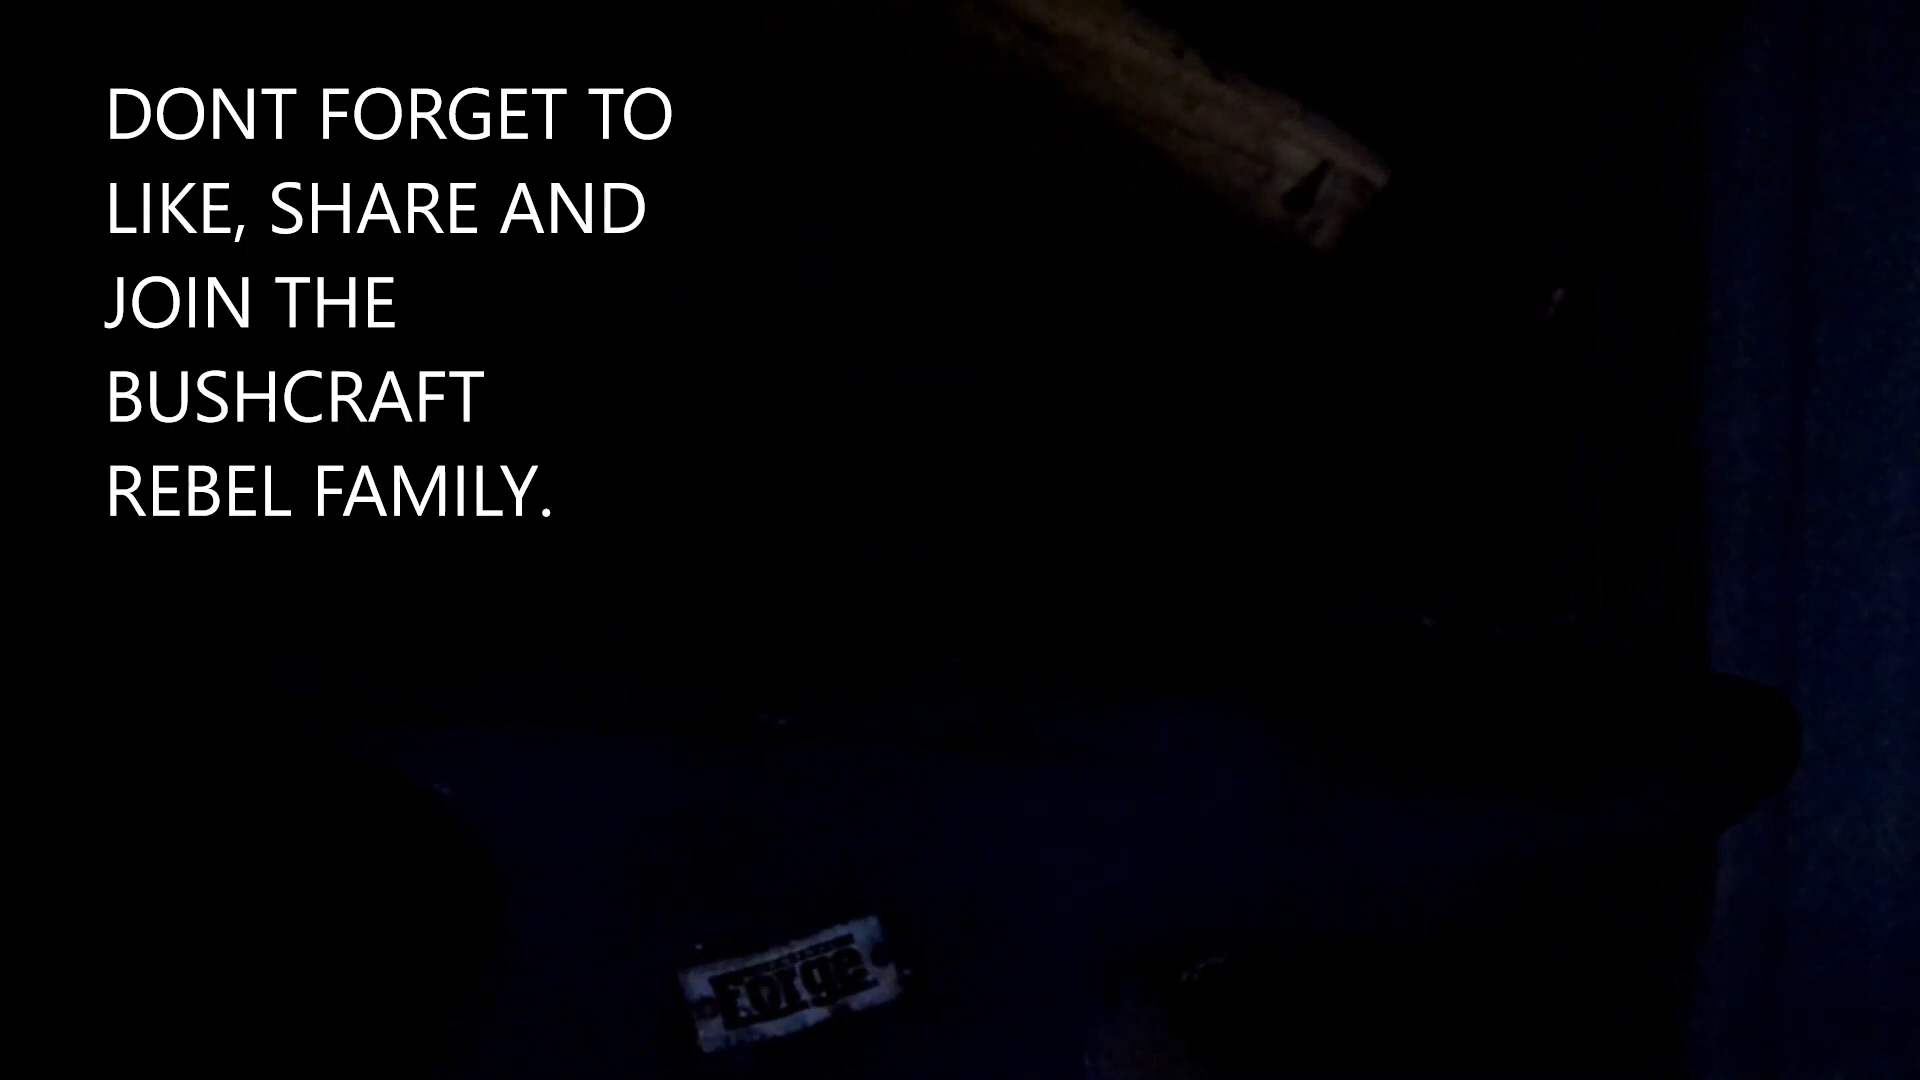 DONT FORGET TO
LIKE, SHARE AND
JOIN THE
BUSHCRAFT
REBEL FAMILY.
Forge